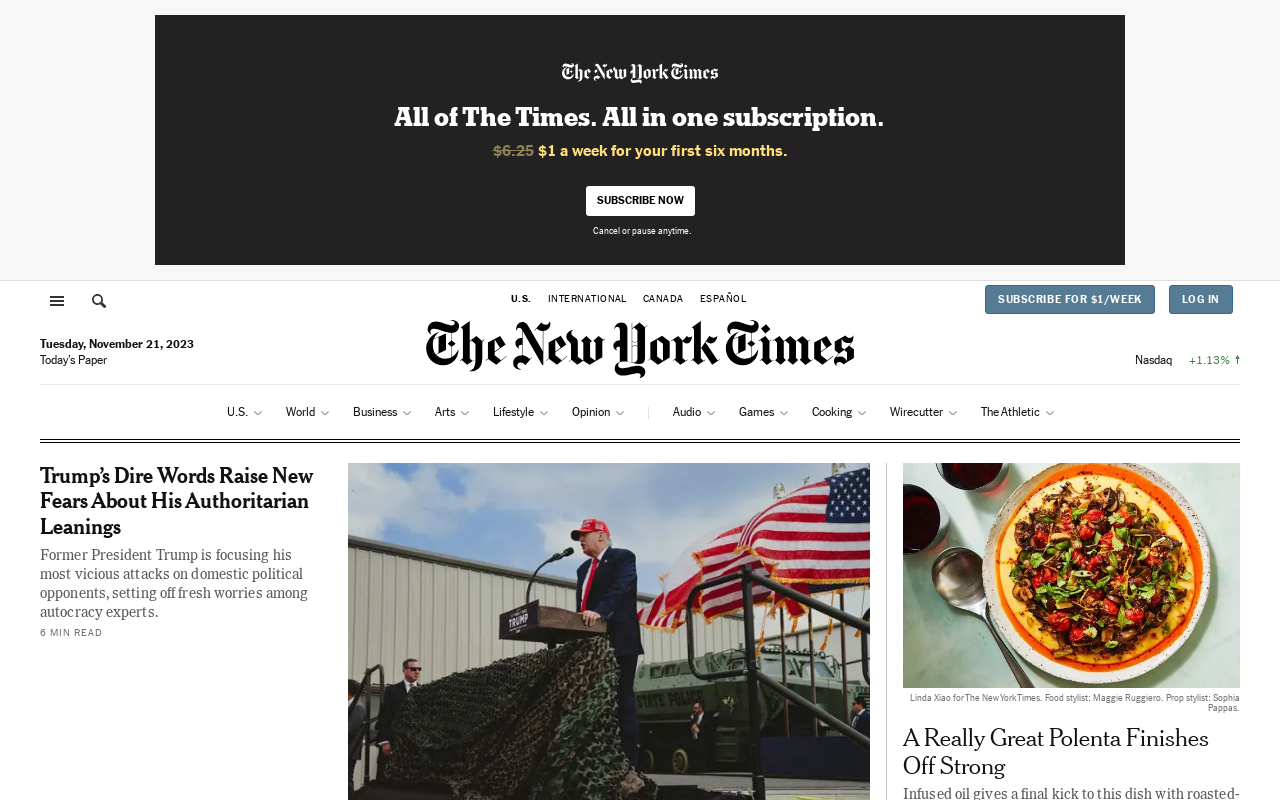 The New York Times
All of The Times. All in one subscription.
$6.25 $1 a week for your first six months.
SUBSCRIBE NOW
Cancel or pause anytime.
U.S. INTERNATIONAL CANADA ESPAÑOL
SUBSCRIBE FOR $1/WEEK LOG IN
The New York Times
Tuesday, November 21, 2023
Today's Paper
Nasdaq +1.13%
U.S. World Business Arts Lifestyle Opinion Audio Games Cooking Wirecutter The Athletic
Trump's Dire Words Raise New
Fears About His Authoritarian
Leanings
Former President Trump is focusing his
most vicious attacks on domestic political
opponents, setting off fresh worries among
autocracy experts.
6 MIN READ
TRUMP
STATE POLICE
Linda Xiao for The New York Times. Food stylist: Maggie Ruggiero. Prop stylist: Sophia
Pappas.
A Really Great Polenta Finishes
Off Strong
Infused oil gives a final kick to this dish with roasted-